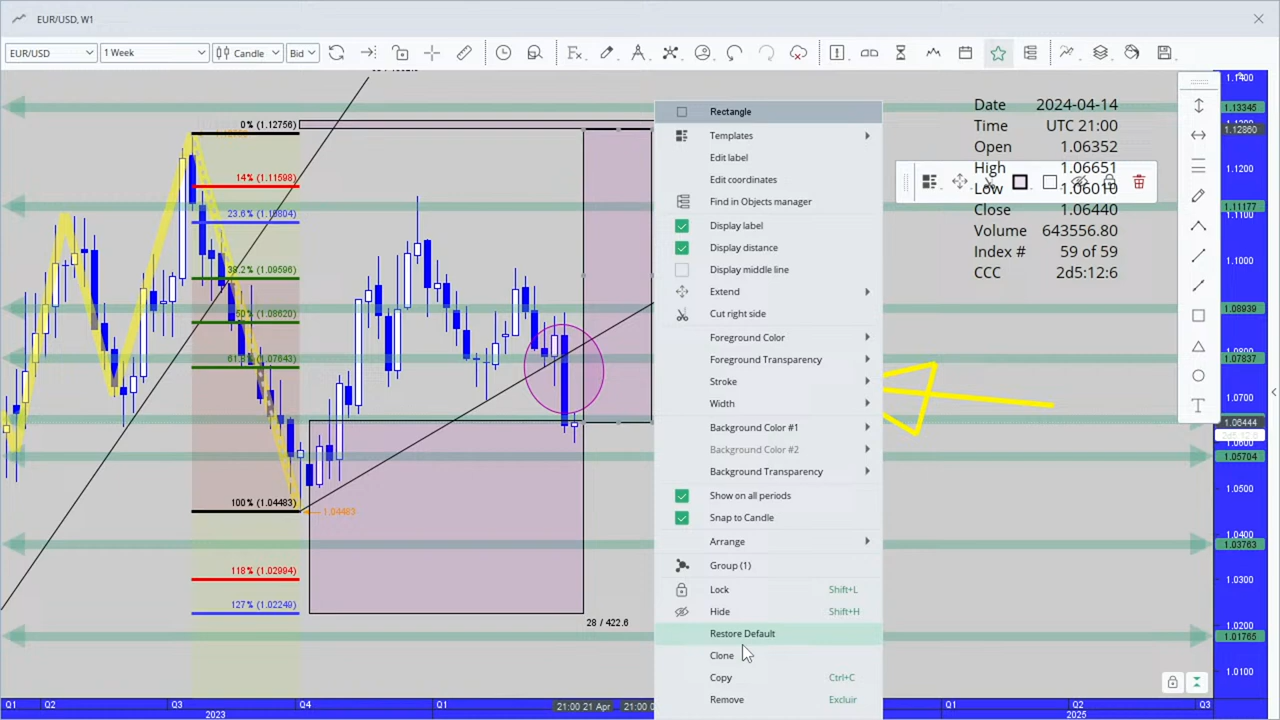 EUR/USD, W1
EUR/USD 1 Week Candle Bid
Date 2024-04-14
Time UTC 21:00
Open 1.06352
High 1.06651
Low 1.06010
Close 1.06440
Volume 643556.80
Index # 59 of 59
CCC 2d5:12:6
0% (1.12756)
14% (1.11598)
23.6% (1.10804)
38.2% (1.09596)
50% (1.08620)
61.8% (1.07643)
100% (1.04483)
1.04483
118% (1.02994)
127% (1.02249)
28 / 422.6
Rectangle
Templates
Edit label
Edit coordinates
Find in Objects manager
Display label
Display distance
Display middle line
Extend
Cut right side
Foreground Color
Foreground Transparency
Stroke
Width
Background Color #1
Background Color #2
Background Transparency
Show on all periods
Snap to Candle
Arrange
Group (1)
Lock Shift+L
Hide Shift+H
Restore Default
Clone
Copy Ctrl+C
Remove Excluir
1.1400
1.13345
1.12860
1.1200
1.11177
1.1100
1.1000
1.08939
1.07837
1.0700
1.06444
1.05704
1.0500
1.0400
1.03763
1.0300
1.0200
1.01765
1.0100
Q1 Q2 Q3 Q4 Q1 21:00 21 Apr Q1 Q2 Q3
2023 2025